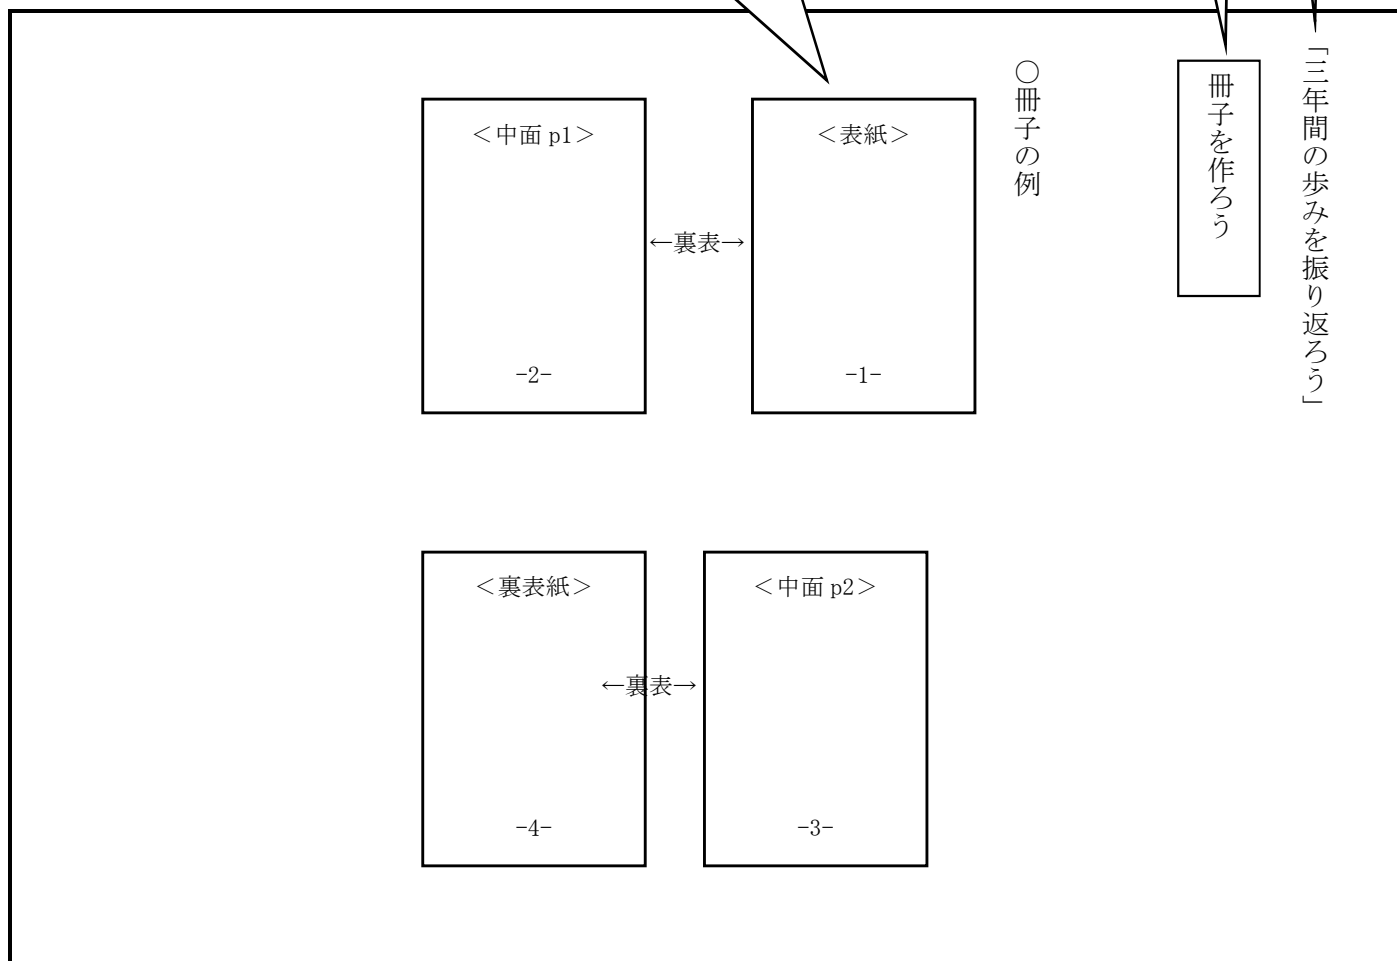 「三年間の歩みを振り返ろう」
冊子を作ろう
○冊子の例
＜表紙＞
-1-
←裏表→
＜中面 p1＞
-2-
＜中面 p2＞
-3-
←裏表→
＜裏表紙＞
-4-